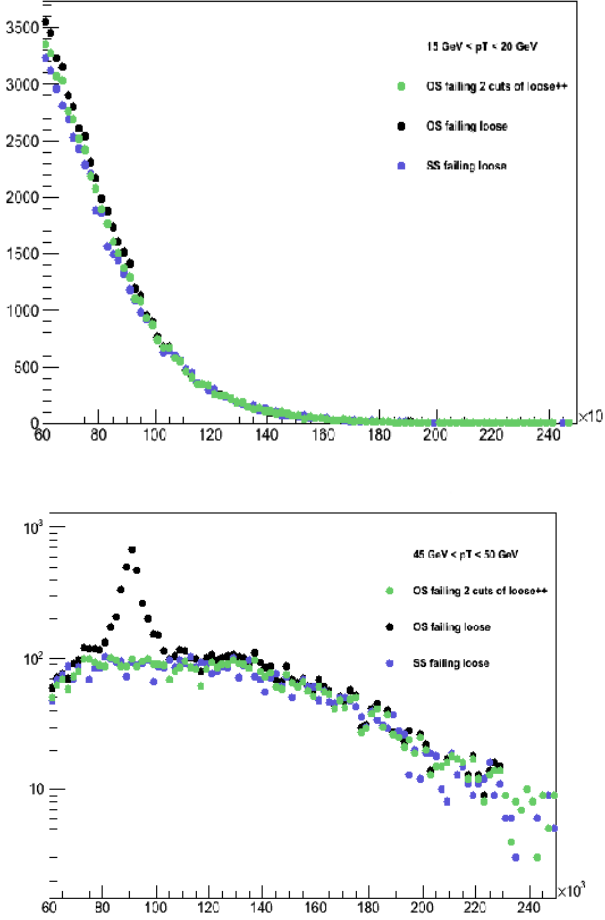 3500
3000
2500
2000
1500
1000
500
0
15 GeV < pT < 20 GeV
OS failing 2 cuts of loose++
OS failing loose
SS failing loose
60 80 100 120 140 160 180 200 220 240
×10
10³
10²
10
45 GeV < pT < 50 GeV
OS failing 2 cuts of loose++
OS failing loose
SS failing loose
60 80 100 120 140 160 180 200 220 240
×10³